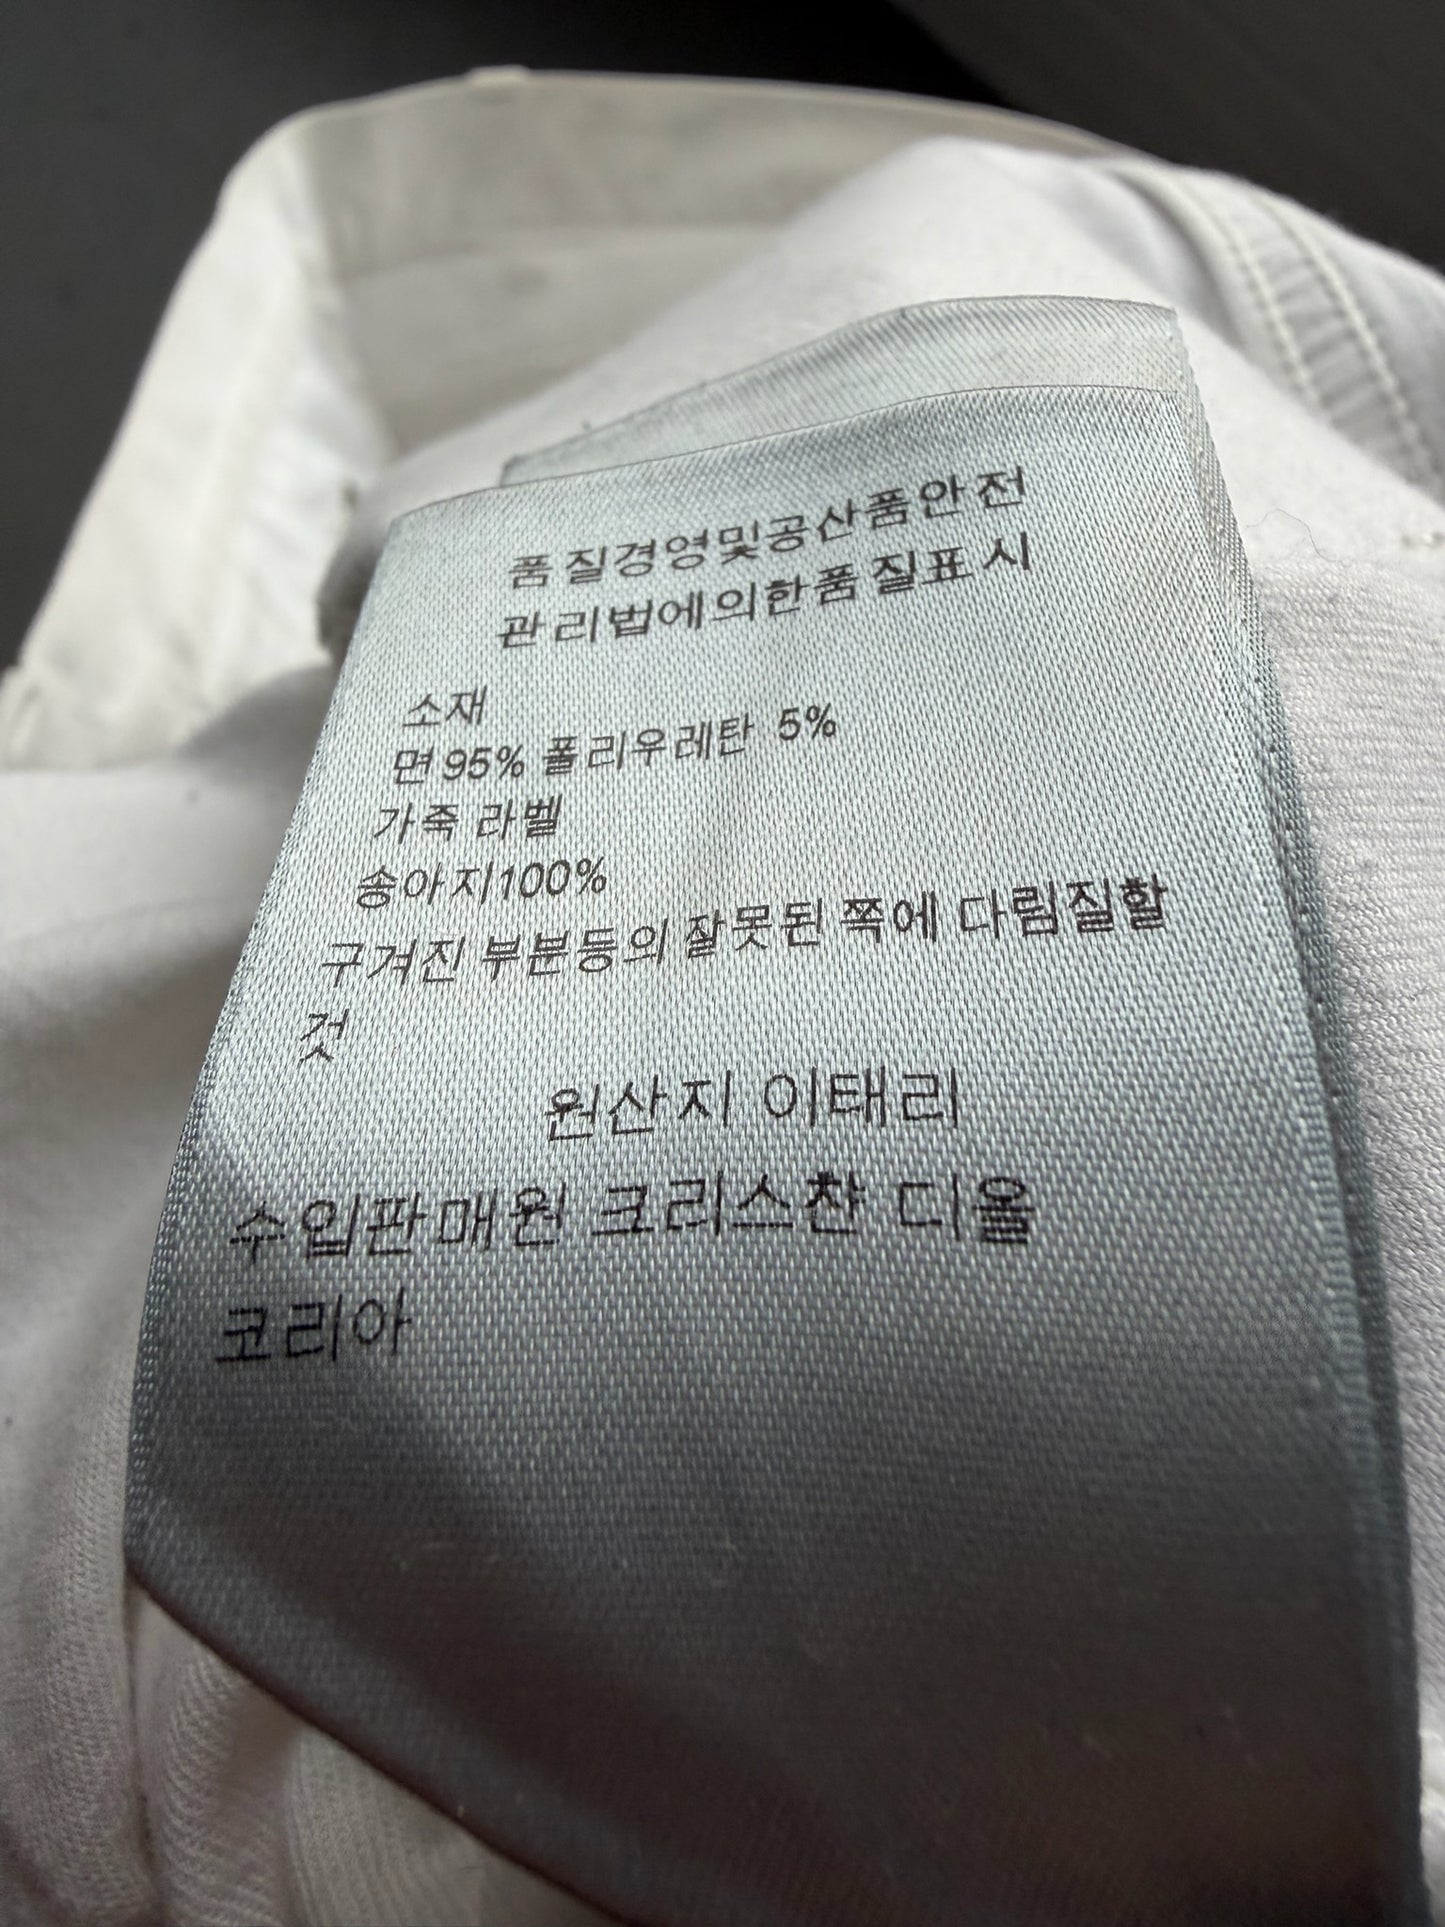 품질경영및공산품안전
관리법에의한품질표시
소재
면95% 폴리우레탄 5%
가죽 라벨
송아지100%
구겨진 부분등의 잘못된 쪽에 다림질할
것
원산지 이태리
수입판매원 크리스챤 디올
코리아